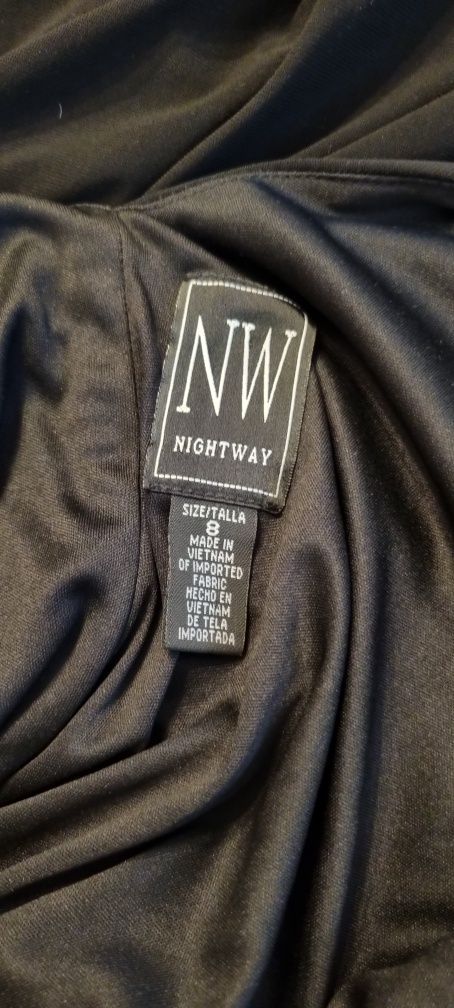 NW
NIGHTWAY
SIZE/TALLA
8
MADE IN
VIETNAM
OF IMPORTED
FABRIC
HECHO EN
VIETNAM
DE TELA
IMPORTADA